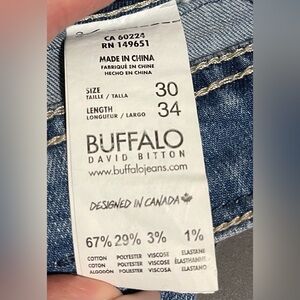 CA 60224
RN 149651
MADE IN CHINA
FABRIQUÉ EN CHINE
HECHO EN CHINA
SIZE 30
TAILLE / TALLA
LENGTH 34
LONGUEUR / LARGO
BUFFALO
DAVID BITTON
www.buffalojeans.com
DESIGNED IN CANADA
67% 29% 3% 1%
COTTON POLYESTER VISCOSE ELASTANE
COTON POLYESTER VISCOSE ÉLASTHANNE
ALGODÓN POLIÉSTER VISCOSA ELASTANO